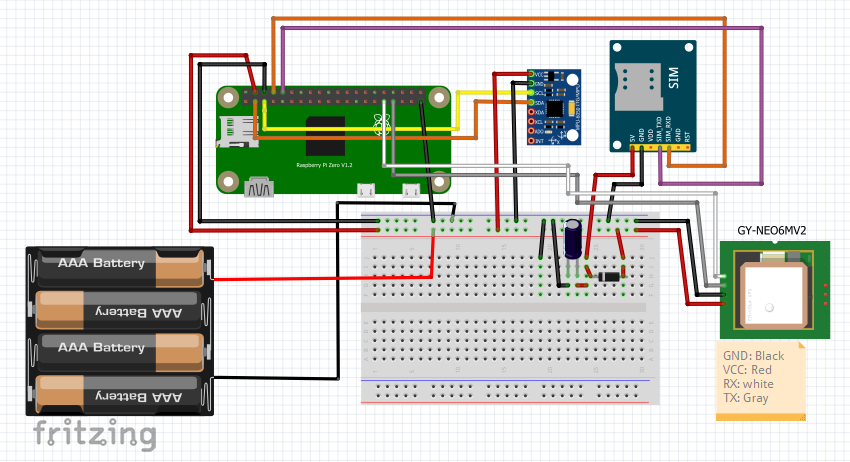 SIM
VCC
GND
SCL
SDA
XDA
XCL
ADO
INT
5V
GND
VDD
SIM_TXD
SIM_RXD
GND
RST
Raspberry Pi Zero V1.2
GY-NEO6MV2
AAA Battery
AAA Battery
AAA Battery
AAA Battery
GND: Black
VCC: Red
RX: white
TX: Gray
fritzing